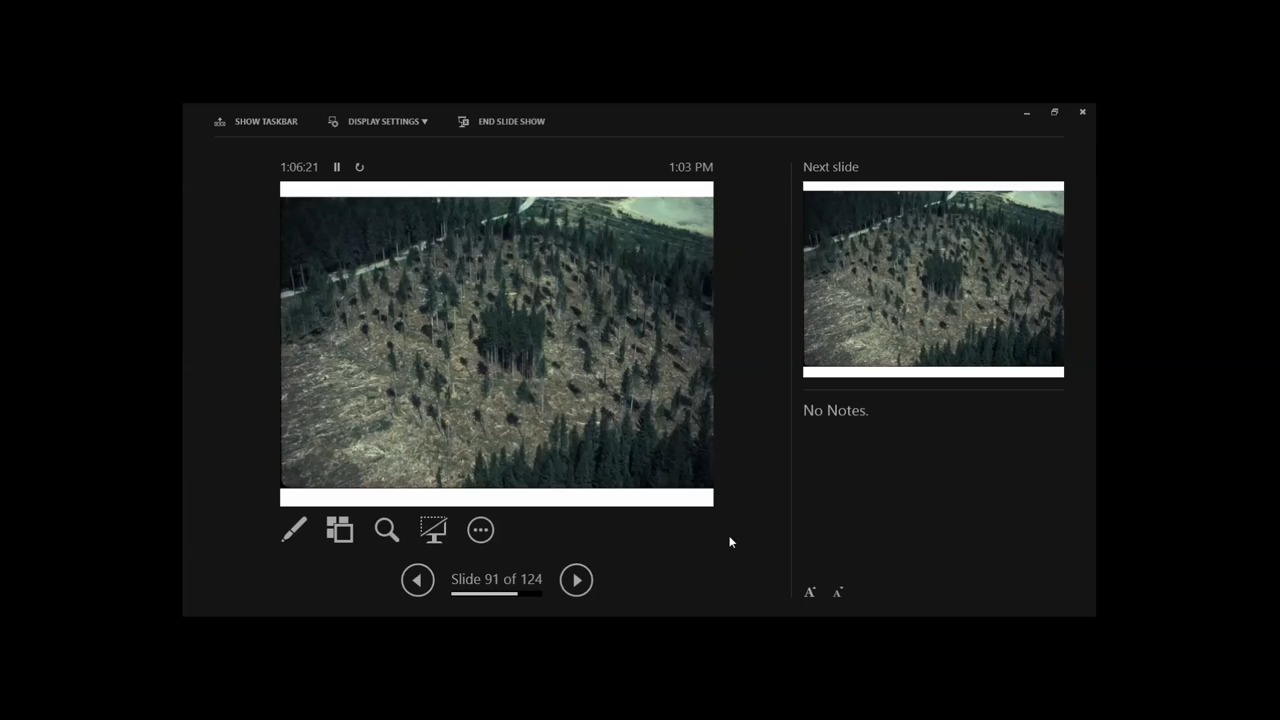 SHOW TASKBAR DISPLAY SETTINGS ▼ END SLIDE SHOW
1:06:21 1:03 PM
Next slide
No Notes.
Slide 91 of 124
A A